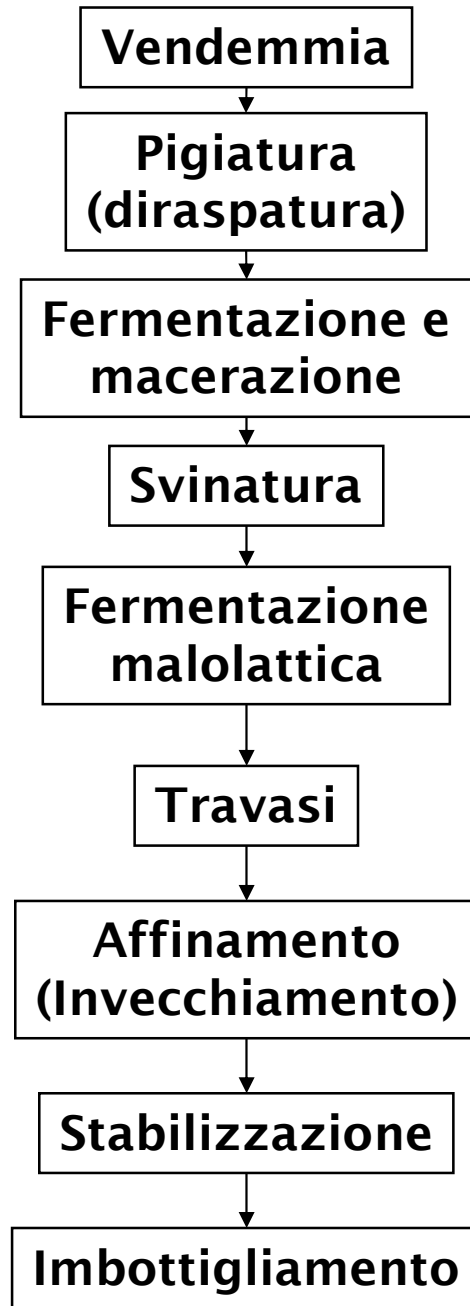 Vendemmia
Pigiatura
(diraspatura)
Fermentazione e
macerazione
Svinatura
Fermentazione
malolattica
Travasi
Affinamento
(Invecchiamento)
Stabilizzazione
Imbottigliamento